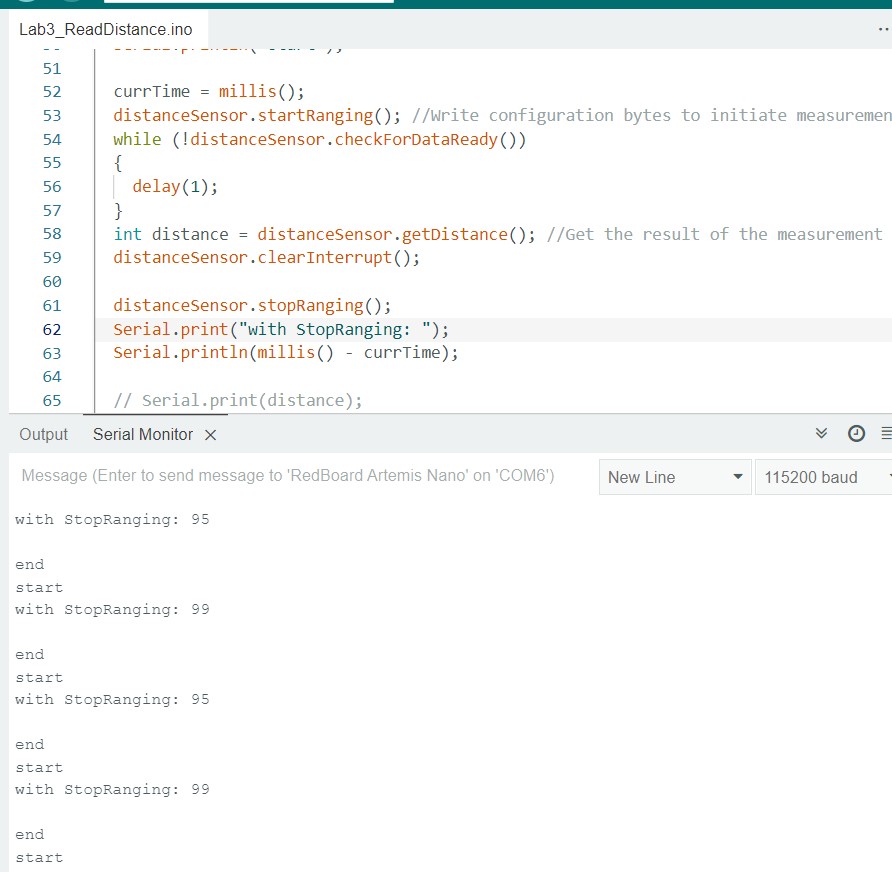 Lab3_ReadDistance.ino
51
52 currTime = millis();
53 distanceSensor.startRanging(); //Write configuration bytes to initiate
54 while (!distanceSensor.checkForDataReady())
55 {
56 delay(1);
57 }
58 int distance = distanceSensor.getDistance(); //Get the result of the measurement
59 distanceSensor.clearInterrupt();
60
61 distanceSensor.stopRanging();
62 Serial.print("with StopRanging: ");
63 Serial.println(millis() - currTime);
64
65 // Serial.print(distance);
Output Serial Monitor
Message (Enter to send message to 'RedBoard Artemis Nano' on 'COM6') New Line 115200 baud
with StopRanging: 95
end
start
with StopRanging: 99
end
start
with StopRanging: 95
end
start
with StopRanging: 99
end
start